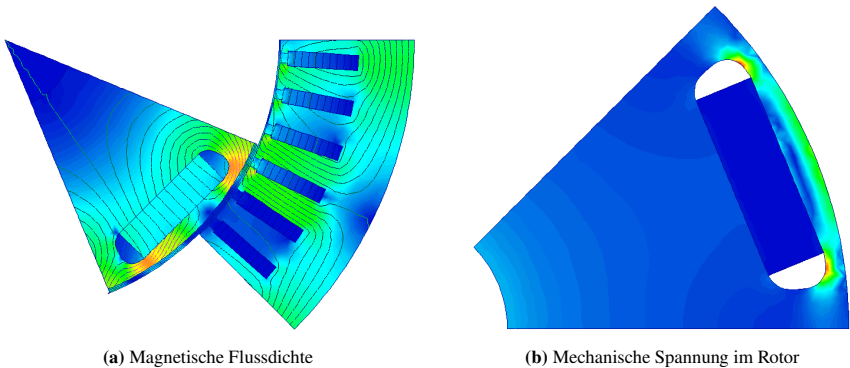 (a) Magnetische Flussdichte
(b) Mechanische Spannung im Rotor